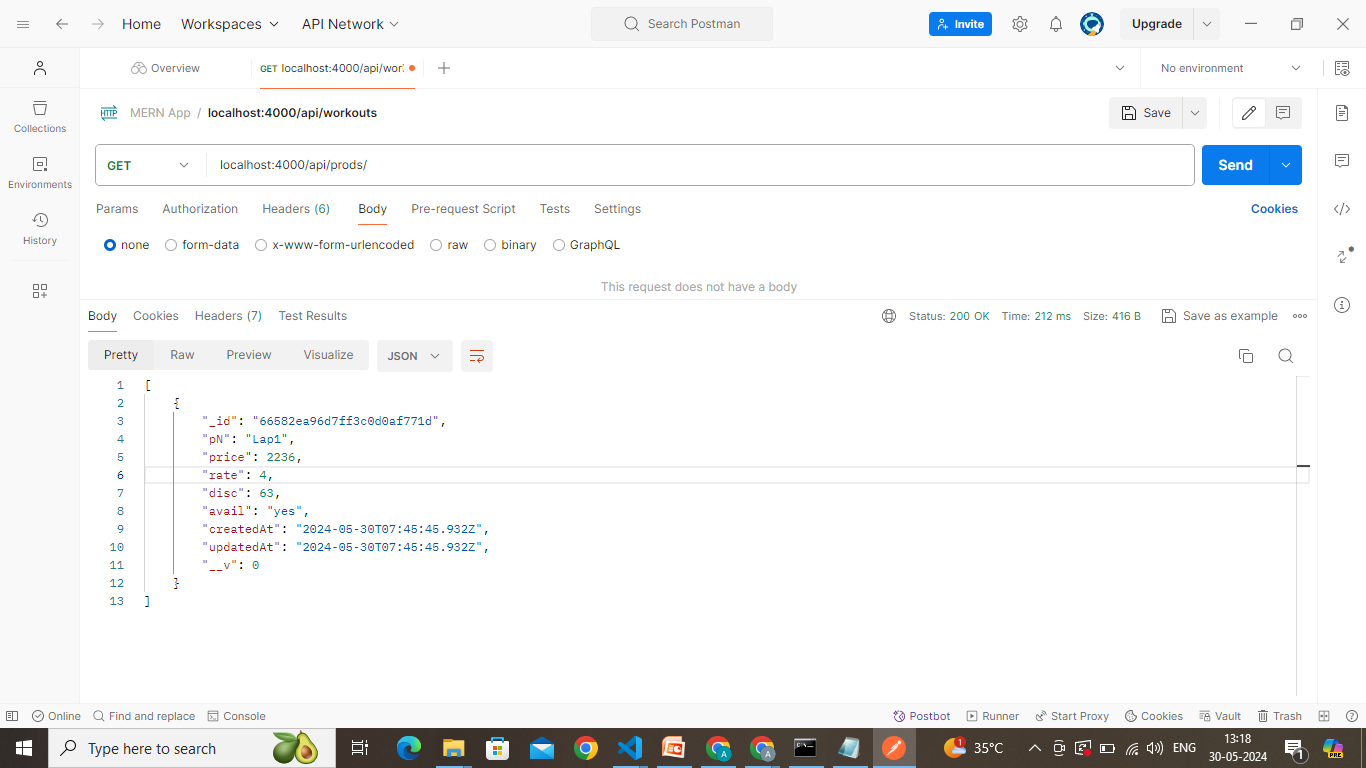 Home Workspaces API Network Search Postman Invite Upgrade
Overview GET localhost:4000/api/wor No environment
MERN App / localhost:4000/api/workouts Save
HTTP
GET localhost:4000/api/prods/ Send
Collections
Environments
History
Params Authorization Headers (6) Body Pre-request Script Tests Settings Cookies
none form-data x-www-form-urlencoded raw binary GraphQL
This request does not have a body
Body Cookies Headers (7) Test Results Status: 200 OK Time: 212 ms Size: 416 B Save as example
Pretty Raw Preview Visualize JSON
1 [
2 {
3 "_id": "66582ea96d7ff3c0d0af771d",
4 "pN": "Lap1",
5 "price": 2236,
6 "rate": 4,
7 "disc": 63,
8 "avail": "yes",
9 "createdAt": "2024-05-30T07:45:45.932Z",
10 "updatedAt": "2024-05-30T07:45:45.932Z",
11 "__v": 0
12 }
13 ]
Online Find and replace Console Postbot Runner Start Proxy Cookies Vault Trash
Type here to search A A 1 35°C ENG 13:18 1 PRE
30-05-2024